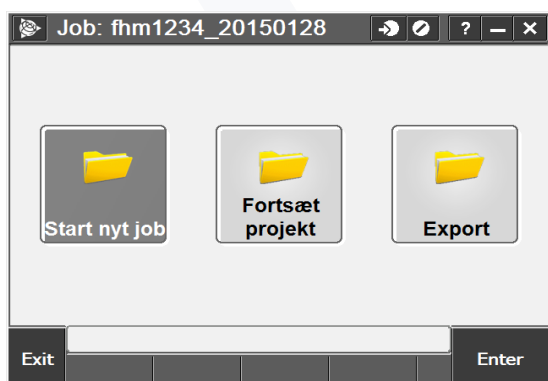 Job: fhm1234_20150128
? – ×
Start nyt job
Fortsæt
projekt
Export
Exit
Enter